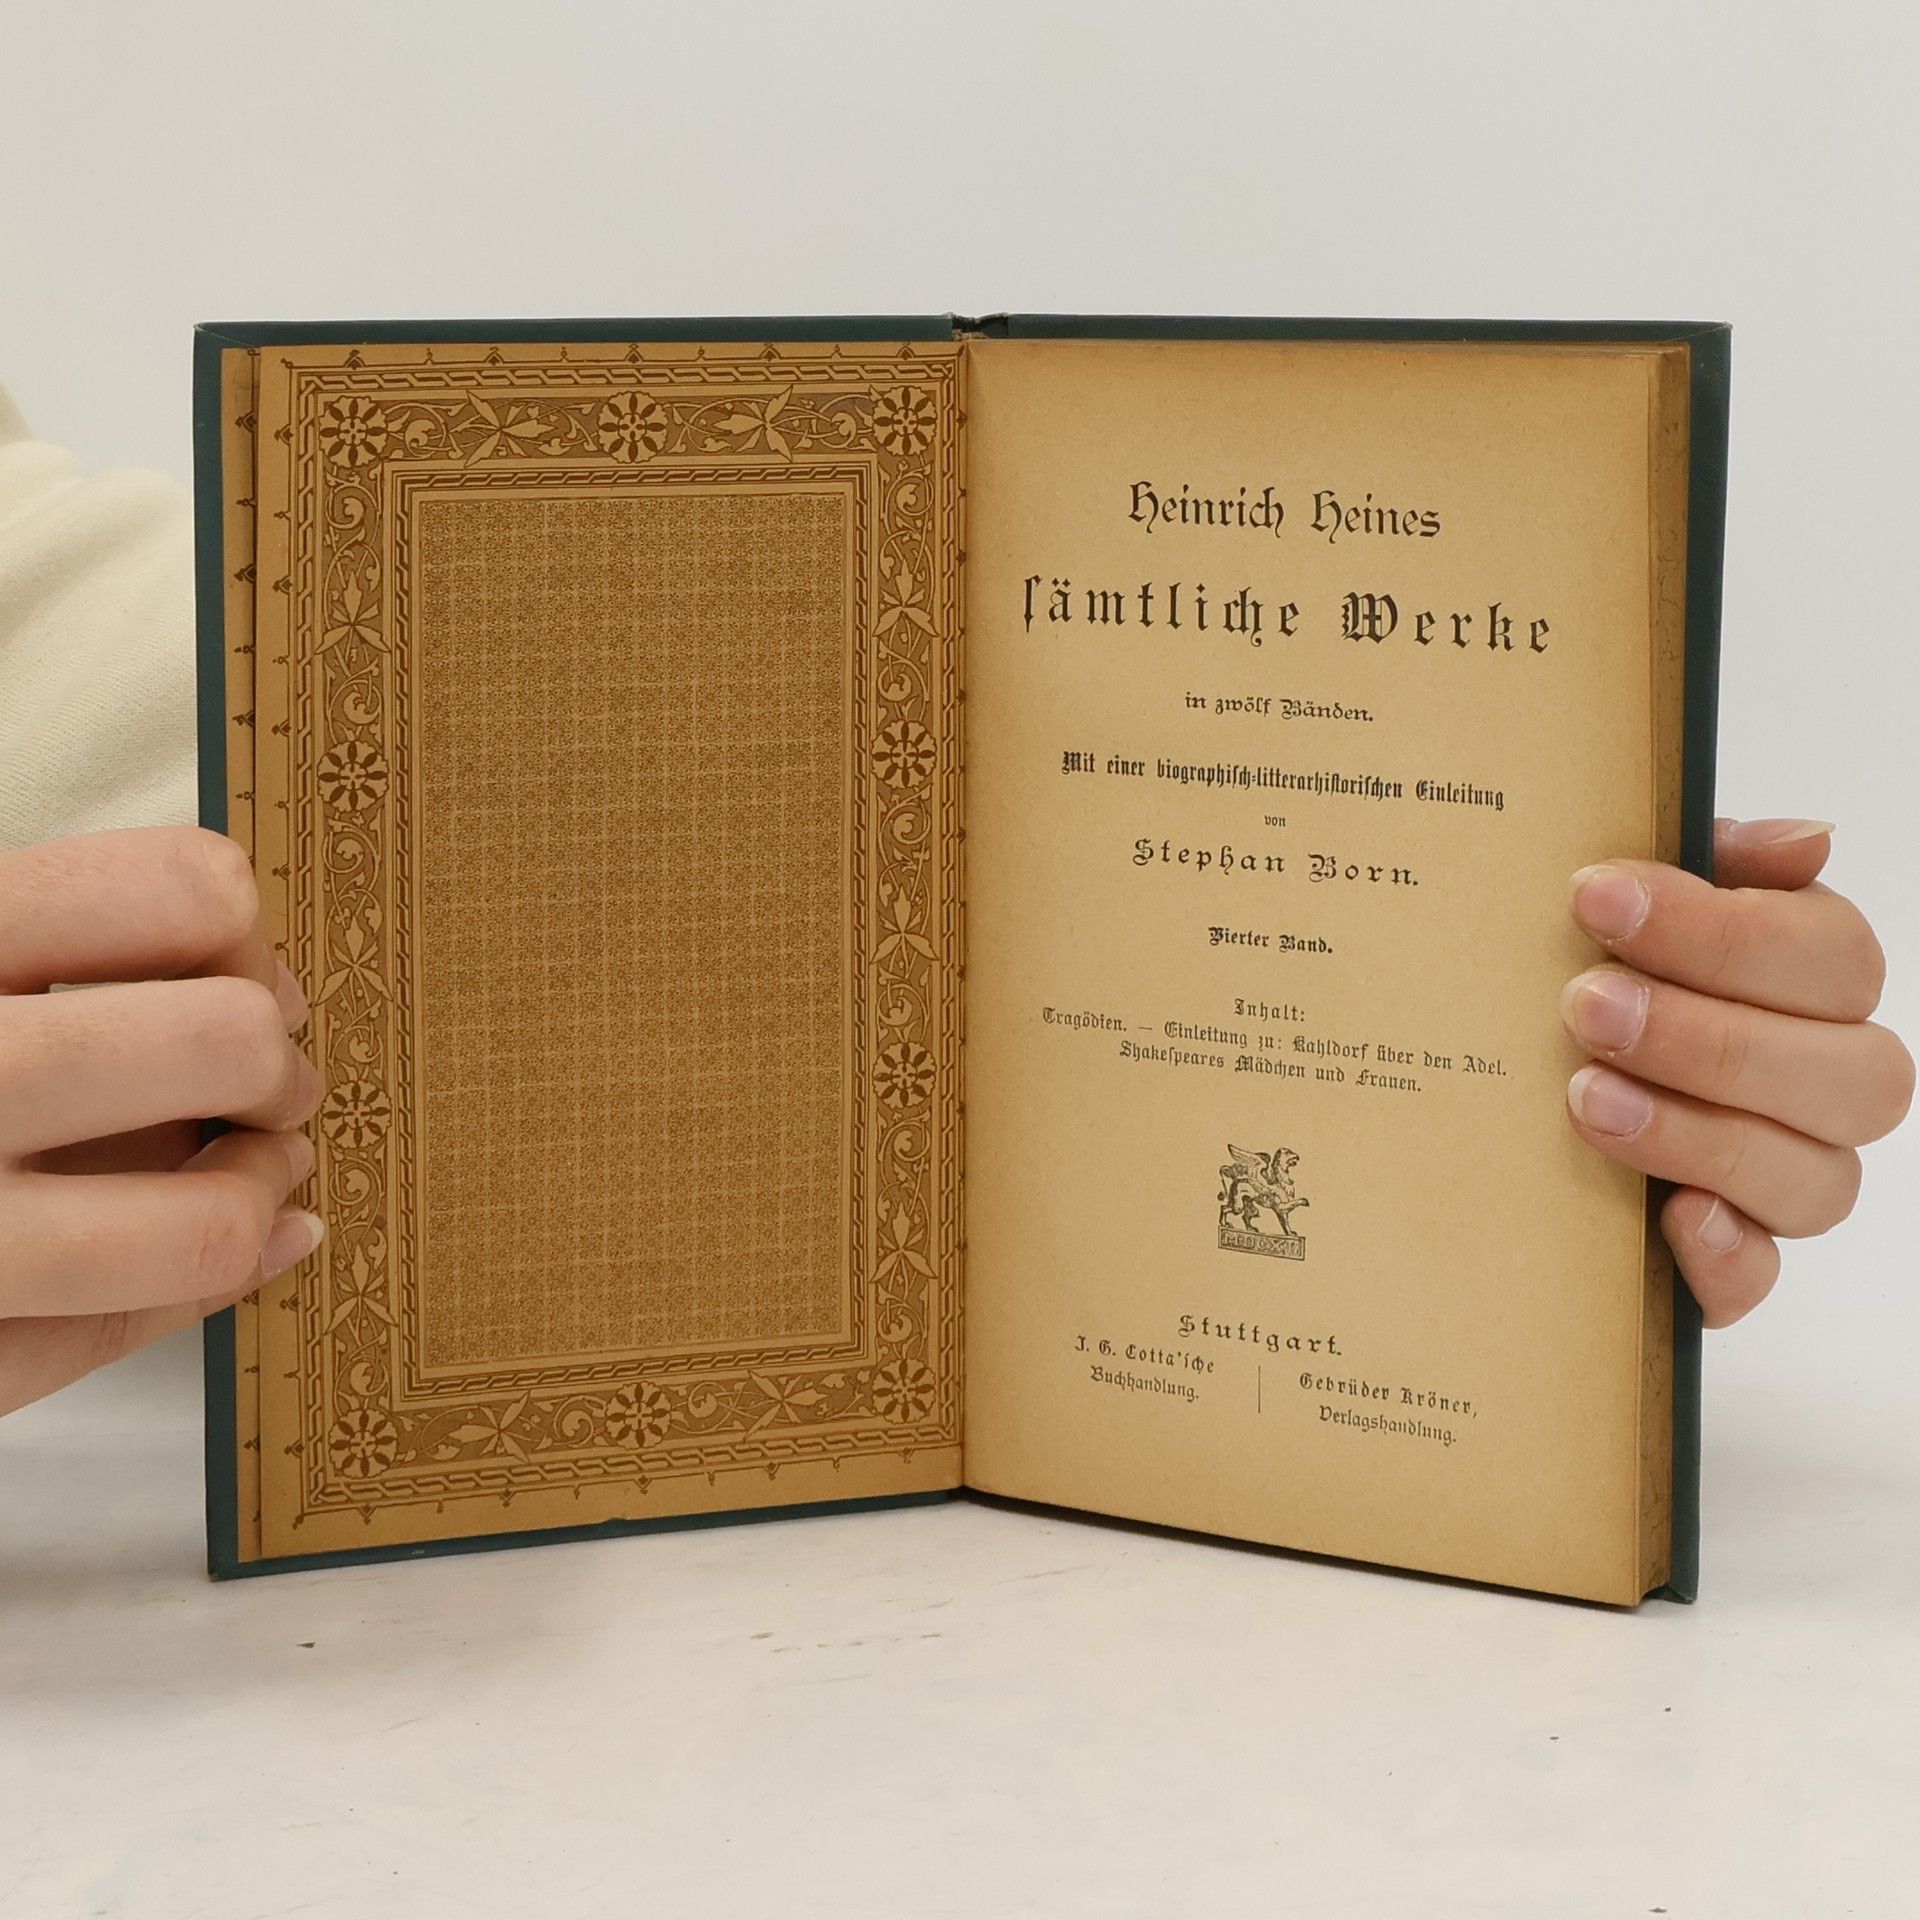 Heinrich Heines
ſämtliche Werke
in zwölf Bänden.
Mit einer biographiſch-litterarhiſtoriſchen Einleitung
von
Stephan Born.
Vierter Band.
Inhalt:
Tragödien. — Einleitung zu: Kahldorf über den Adel.
Shakeſpeares Mädchen und Frauen.
Stuttgart.
J. G. Cotta'ſche
Buchhandlung.
Gebrüder Kröner,
Verlagshandlung.